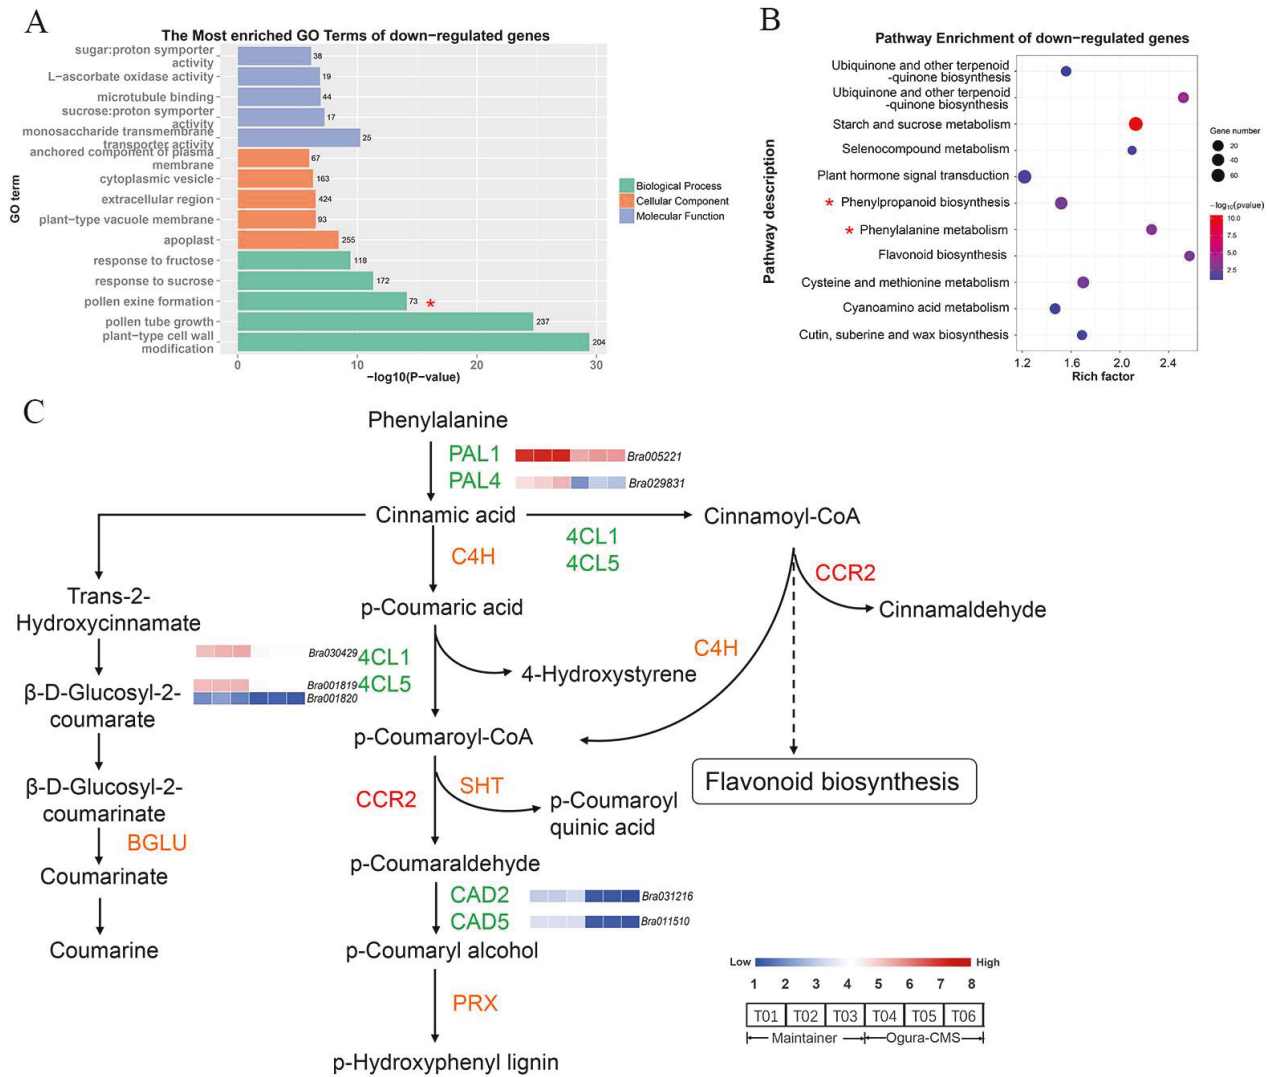 A
The Most enriched GO Terms of down−regulated genes
GO term
sugar:proton symporter
activity
38
L−ascorbate oxidase activity
19
microtubule binding
44
sucrose:proton symporter
activity
17
monosaccharide transmembrane
transporter activity
25
anchored component of plasma
membrane
67
cytoplasmic vesicle
163
extracellular region
424
plant−type vacuole membrane
93
apoplast
255
response to fructose
118
response to sucrose
172
pollen exine formation
73 *
pollen tube growth
237
plant−type cell wall
modification
204
0 10 20 30
−log10(P−value)
Biological Process
Cellular Component
Molecular Function
B
Pathway Enrichment of down−regulated genes
Pathway description
Ubiquinone and other terpenoid
-quinone biosynthesis
Ubiquinone and other terpenoid
-quinone biosynthesis
Starch and sucrose metabolism
Selenocompound metabolism
Plant hormone signal transduction
* Phenylpropanoid biosynthesis
* Phenylalanine metabolism
Flavonoid biosynthesis
Cysteine and methionine metabolism
Cyanoamino acid metabolism
Cutin, suberine and wax biosynthesis
1.2 1.6 2.0 2.4
Rich factor
Gene number
20
40
60
−log10(pvalue)
10.0
7.5
5.0
2.5
C
Phenylalanine
PAL1
Bra005221
PAL4
Bra029831
Cinnamic acid
Cinnamoyl-CoA
4CL1
4CL5
C4H
CCR2
Trans-2-
Hydroxycinnamate
p-Coumaric acid
Cinnamaldehyde
Bra030429
4CL1
C4H
4-Hydroxystyrene
Bra001819
4CL5
Bra001820
β-D-Glucosyl-2-
coumarate
p-Coumaroyl-CoA
Flavonoid biosynthesis
β-D-Glucosyl-2-
coumarinate
CCR2
SHT
p-Coumaroyl
quinic acid
BGLU
Coumarinate
p-Coumaraldehyde
CAD2
Bra031216
CAD5
Bra011510
Coumarine
p-Coumaryl alcohol
PRX
p-Hydroxyphenyl lignin
Low High
1 2 3 4 5 6 7 8
T01 T02 T03 T04 T05 T06
Maintainer Ogura-CMS